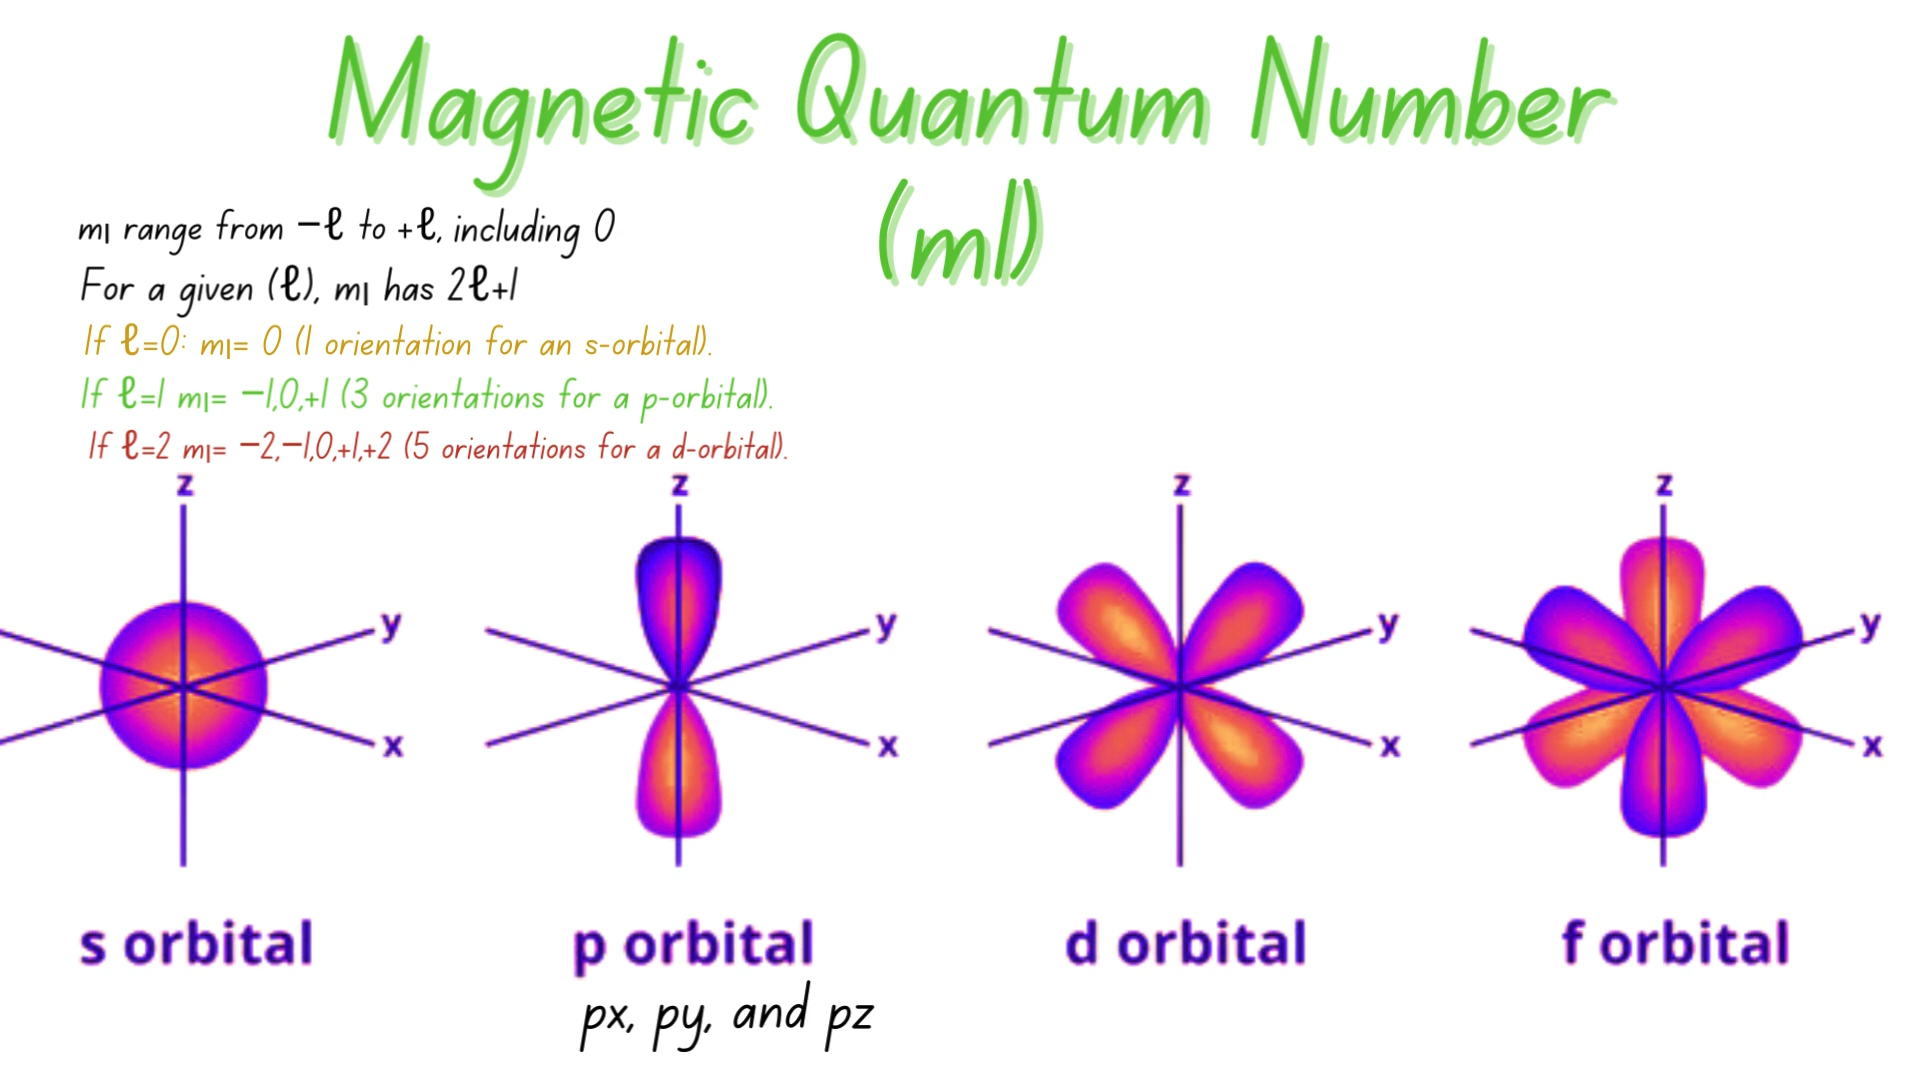 Magnetic Quantum Number
(ml)
ml range from −ℓ to +ℓ, including 0
For a given (ℓ), ml has 2ℓ+1
If ℓ=0: ml= 0 (1 orientation for an s-orbital).
If ℓ=1 ml= −1,0,+1 (3 orientations for a p-orbital).
If ℓ=2 ml= −2,−1,0,+1,+2 (5 orientations for a d-orbital).
z z z z
y y y y
x x x x
s orbital p orbital d orbital f orbital
px, py, and pz